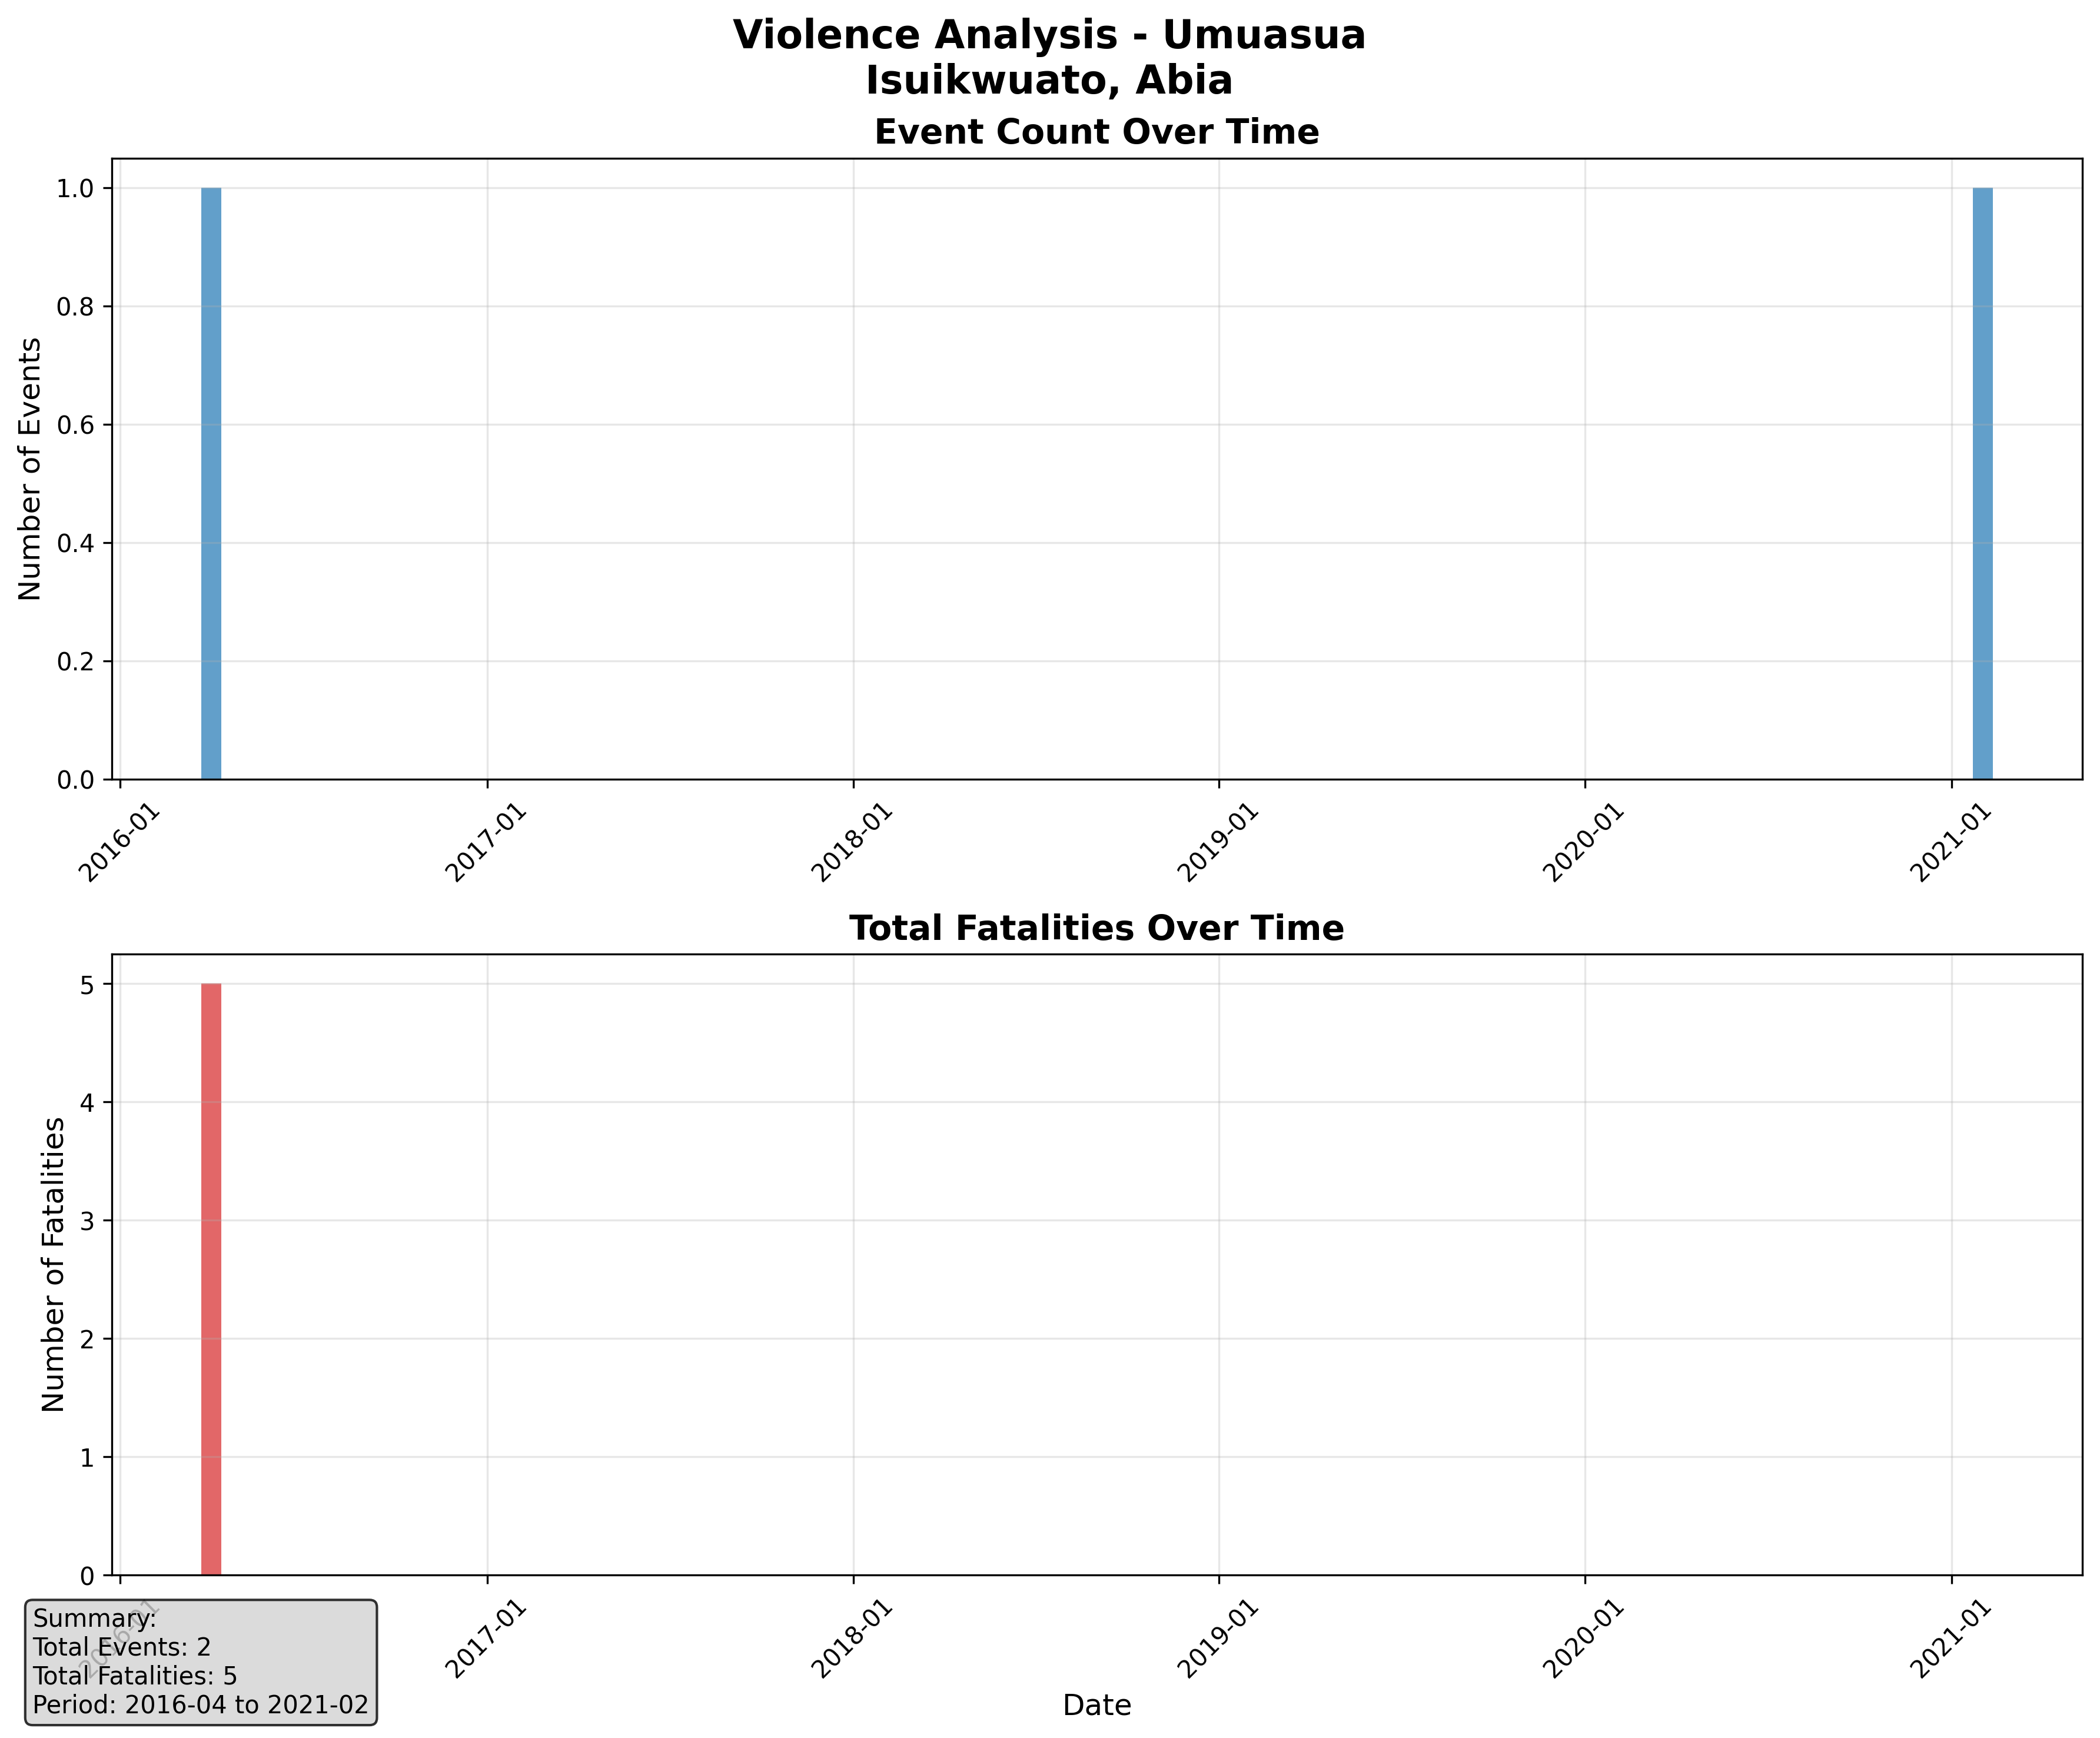 Violence Analysis - Umuasua
Isuikwuato, Abia
Event Count Over Time
Number of Events
1.0
0.8
0.6
0.4
0.2
0.0
2016-01
2017-01
2018-01
2019-01
2020-01
2021-01
Total Fatalities Over Time
Number of Fatalities
5
4
3
2
1
0
2016-01
2017-01
2018-01
2019-01
2020-01
2021-01
Date
Summary:
Total Events: 2
Total Fatalities: 5
Period: 2016-04 to 2021-02